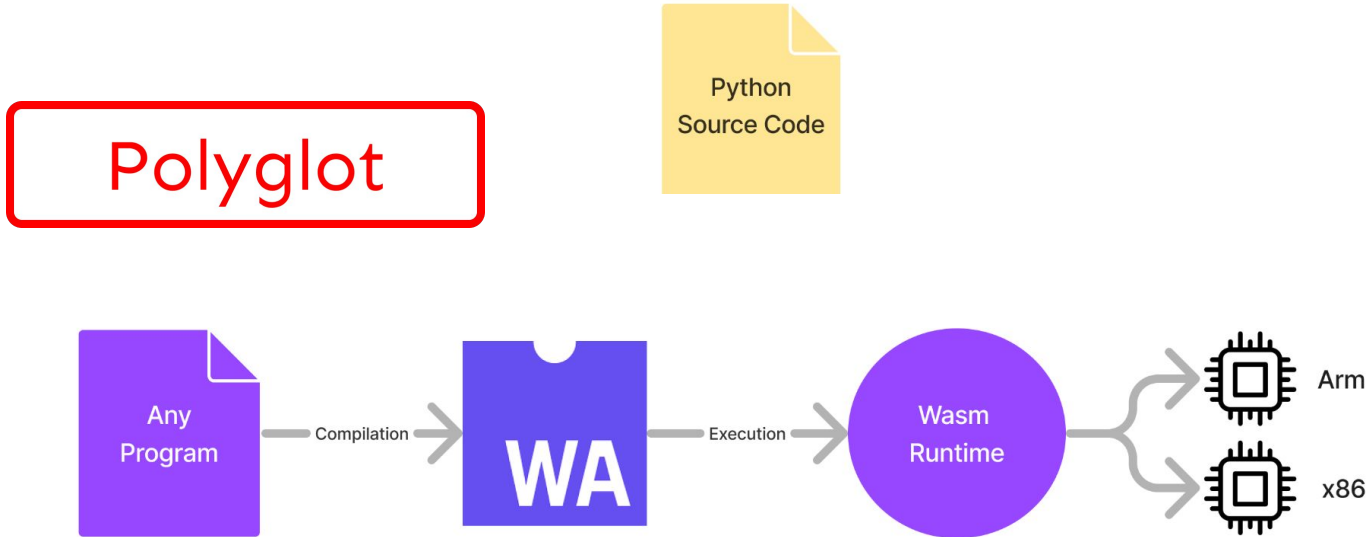 Python
Source Code
Polyglot
Any
Program
Compilation
WA
Execution
Wasm
Runtime
Arm
x86